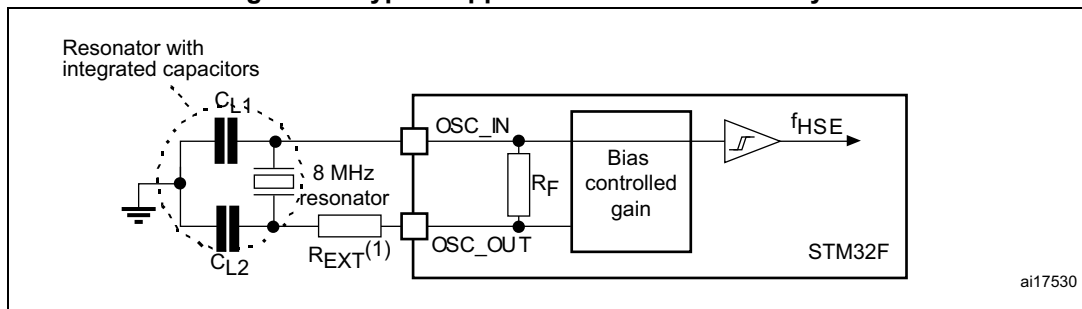 Resonator with
integrated capacitors
CL1
OSC_IN
fHSE
8 MHz
resonator
RF
Bias
controlled
gain
REXT(1)
OSC_OUT
STM32F
CL2
ai17530